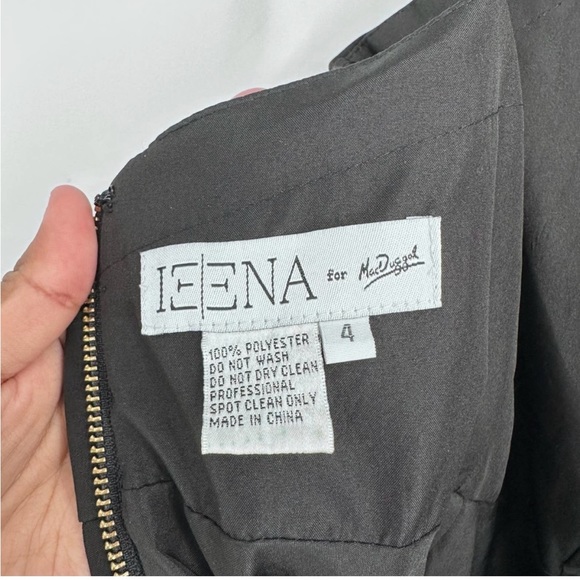 IEENA for MacDuggal
4
100% POLYESTER
DO NOT WASH
DO NOT DRY CLEAN
PROFESSIONAL
SPOT CLEAN ONLY
MADE IN CHINA